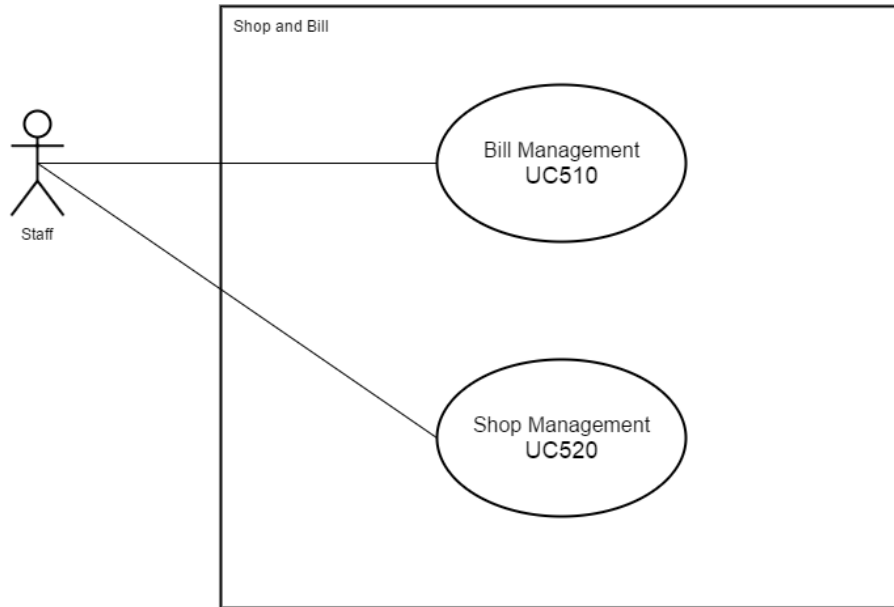 Shop and Bill
Bill Management
UC510
Staff
Shop Management
UC520